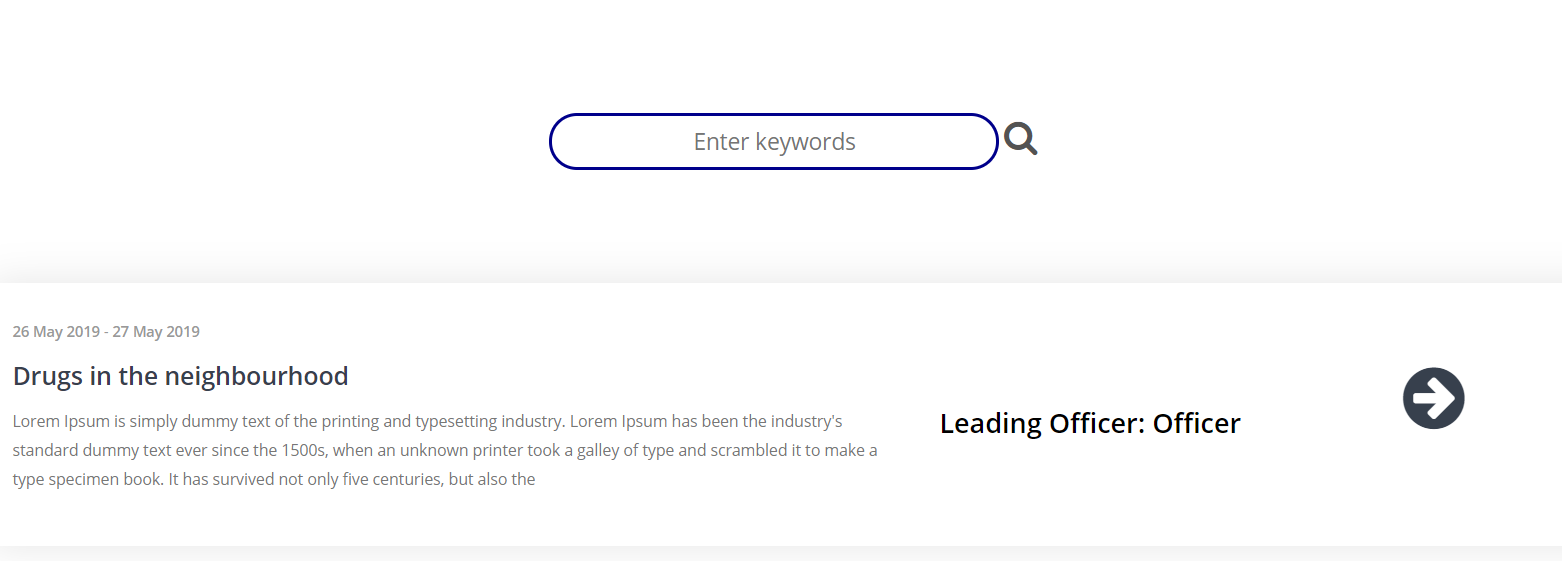 Enter keywords
26 May 2019 - 27 May 2019
Drugs in the neighbourhood
Lorem Ipsum is simply dummy text of the printing and typesetting industry. Lorem Ipsum has been the industry's
standard dummy text ever since the 1500s, when an unknown printer took a galley of type and scrambled it to make a
type specimen book. It has survived not only five centuries, but also the
Leading Officer: Officer